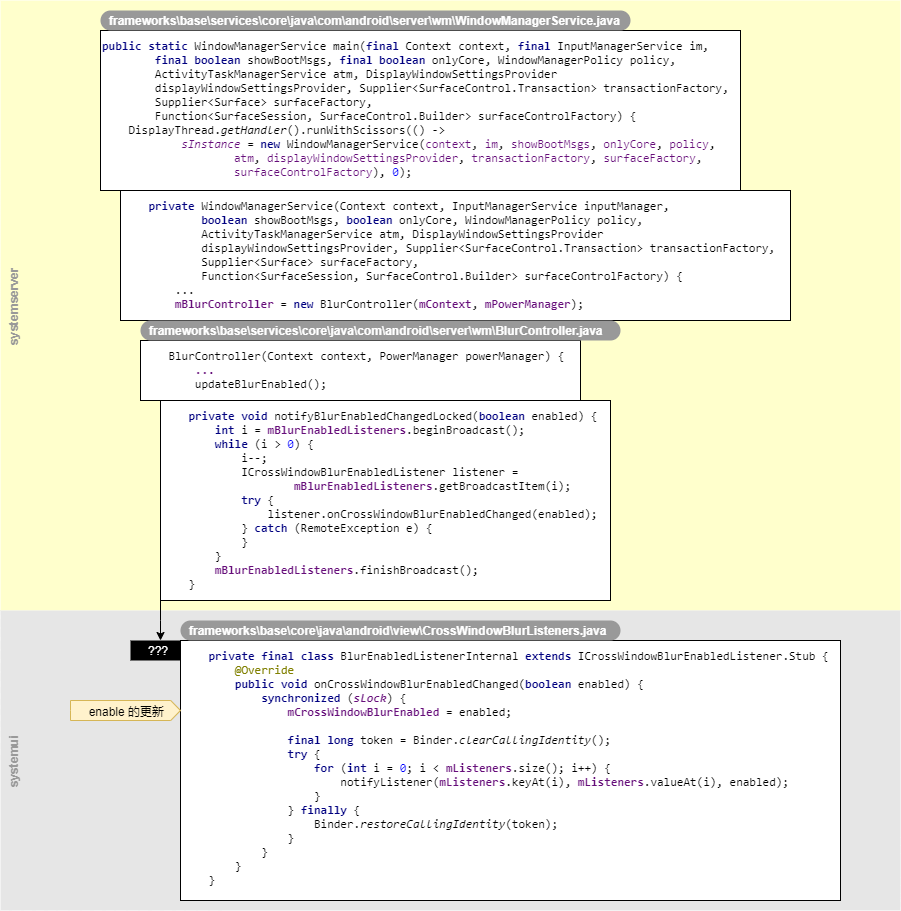 frameworks\base\services\core\java\com\android\server\wm\WindowManagerService.java
public static WindowManagerService main(final Context context, final InputManagerService im,
final boolean showBootMsgs, final boolean onlyCore, WindowManagerPolicy policy,
ActivityTaskManagerService atm, DisplayWindowSettingsProvider
displayWindowSettingsProvider, Supplier<SurfaceControl.Transaction> transactionFactory,
Supplier<Surface> surfaceFactory,
Function<SurfaceSession, SurfaceControl.Builder> surfaceControlFactory) {
DisplayThread.getHandler().runWithScissors(() ->
sInstance = new WindowManagerService(context, im, showBootMsgs, onlyCore, policy,
atm, displayWindowSettingsProvider, transactionFactory, surfaceFactory,
surfaceControlFactory), 0);
private WindowManagerService(Context context, InputManagerService inputManager,
boolean showBootMsgs, boolean onlyCore, WindowManagerPolicy policy,
ActivityTaskManagerService atm, DisplayWindowSettingsProvider
displayWindowSettingsProvider, Supplier<SurfaceControl.Transaction> transactionFactory,
Supplier<Surface> surfaceFactory,
Function<SurfaceSession, SurfaceControl.Builder> surfaceControlFactory) {
...
mBlurController = new BlurController(mContext, mPowerManager);
systemserver
frameworks\base\services\core\java\com\android\server\wm\BlurController.java
BlurController(Context context, PowerManager powerManager) {
...
updateBlurEnabled();
private void notifyBlurEnabledChangedLocked(boolean enabled) {
int i = mBlurEnabledListeners.beginBroadcast();
while (i > 0) {
i--;
ICrossWindowBlurEnabledListener listener =
mBlurEnabledListeners.getBroadcastItem(i);
try {
listener.onCrossWindowBlurEnabledChanged(enabled);
} catch (RemoteException e) {
}
}
mBlurEnabledListeners.finishBroadcast();
}
frameworks\base\core\java\android\view\CrossWindowBlurListeners.java
???
private final class BlurEnabledListenerInternal extends ICrossWindowBlurEnabledListener.Stub {
@Override
public void onCrossWindowBlurEnabledChanged(boolean enabled) {
synchronized (sLock) {
mCrossWindowBlurEnabled = enabled;
enable 的更新
final long token = Binder.clearCallingIdentity();
try {
for (int i = 0; i < mListeners.size(); i++) {
notifyListener(mListeners.keyAt(i), mListeners.valueAt(i), enabled);
}
} finally {
Binder.restoreCallingIdentity(token);
}
}
}
}
systemui